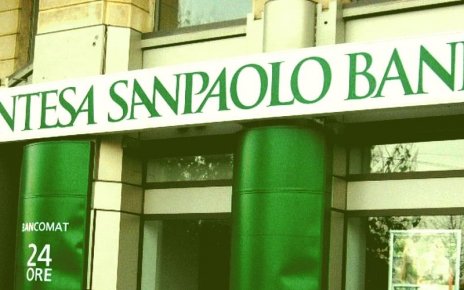 NTESA SANPAOLO BAN
BANCOMAT
24
ORE